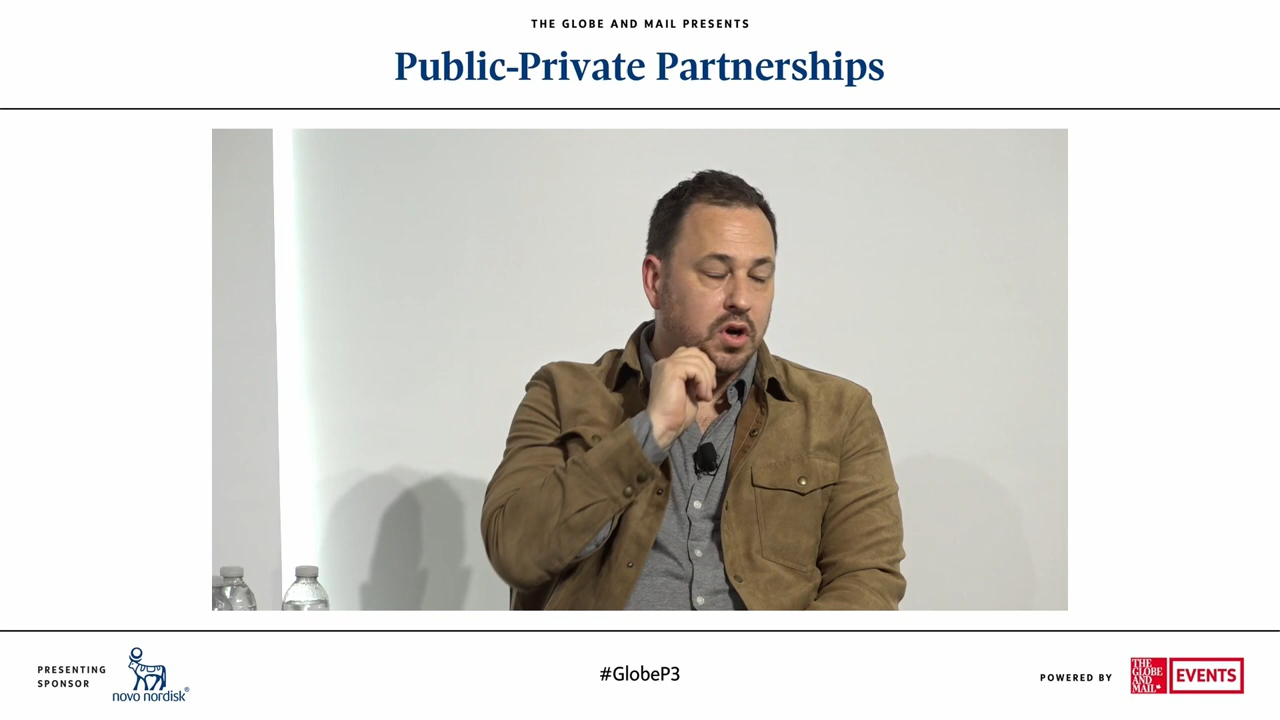 THE GLOBE AND MAIL PRESENTS
Public-Private Partnerships
PRESENTING
SPONSOR
novo nordisk®
#GlobeP3
POWERED BY
THE
GLOBE
AND
MAIL
EVENTS